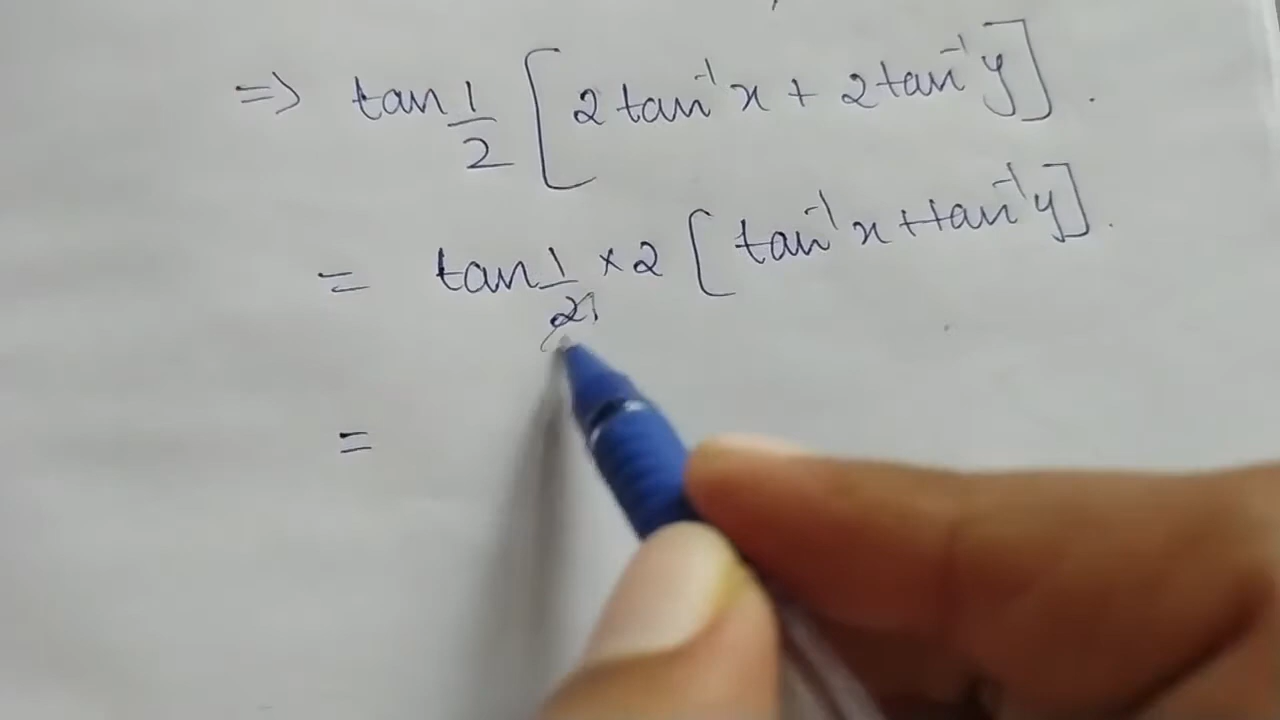 ⇒ tan 1/2 [2 tan⁻¹x + 2 tan⁻¹y].
= tan 1/2 × 2 [tan⁻¹x + tan⁻¹y].
=